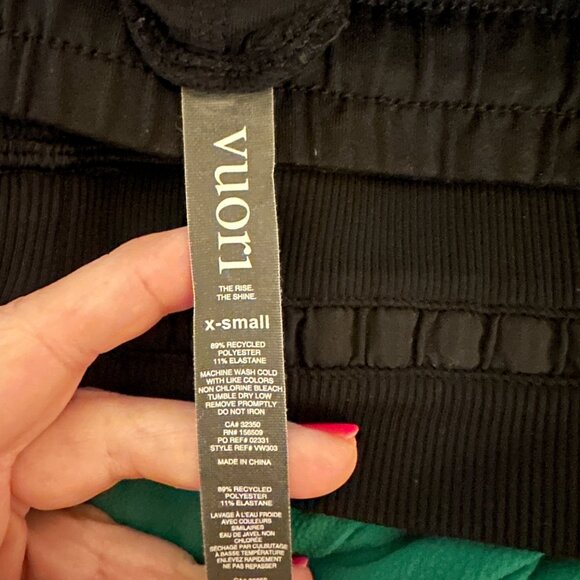 vuori
THE RISE.
THE SHINE.
x-small
89% RECYCLED
POLYESTER
11% ELASTANE
MACHINE WASH COLD
WITH LIKE COLORS
NON CHLORINE BLEACH
TUMBLE DRY LOW
REMOVE PROMPTLY
DO NOT IRON
CA# 32350
RN# 156509
PO REF# 02331
STYLE REF# VW303
MADE IN CHINA
89% RECYCLED
POLYESTER
11% ELASTANE
LAVAGE À L'EAU FROIDE
AVEC COULEURS
SIMILAIRES
EAU DE JAVEL NON
CHLORÉE
SÉCHAGE PAR CULBUTAGE
À BASSE TEMPÉRATURE
ENLEVEZ RAPIDEMENT
NE PAS REPASSER